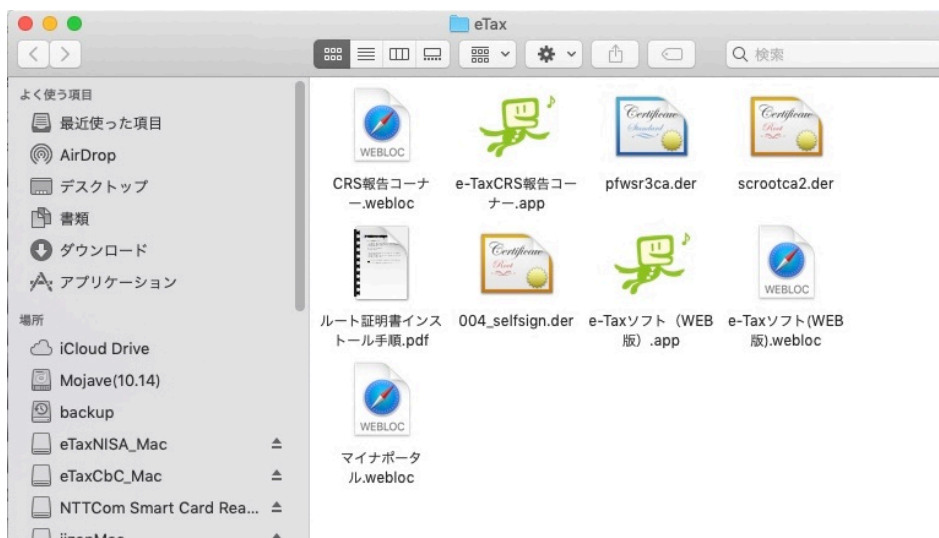 eTax
検索
よく使う項目
最近使った項目
AirDrop
デスクトップ
書類
ダウンロード
アプリケーション
場所
iCloud Drive
Mojave(10.14)
backup
eTaxNISA_Mac
eTaxCbC_Mac
NTTCom Smart Card Rea...
WEBLOC
CRS報告コーナ
ー.webloc
e-TaxCRS報告コー
ナー.app
Certificate
Standard
pfwsr3ca.der
Certificate
Root
scrootca2.der
ルート証明書インス
トール手順.pdf
Certificate
Root
004_selfsign.der
e-Taxソフト（WEB
版）.app
WEBLOC
e-Taxソフト(WEB
版).webloc
WEBLOC
マイナポータ
ル.webloc